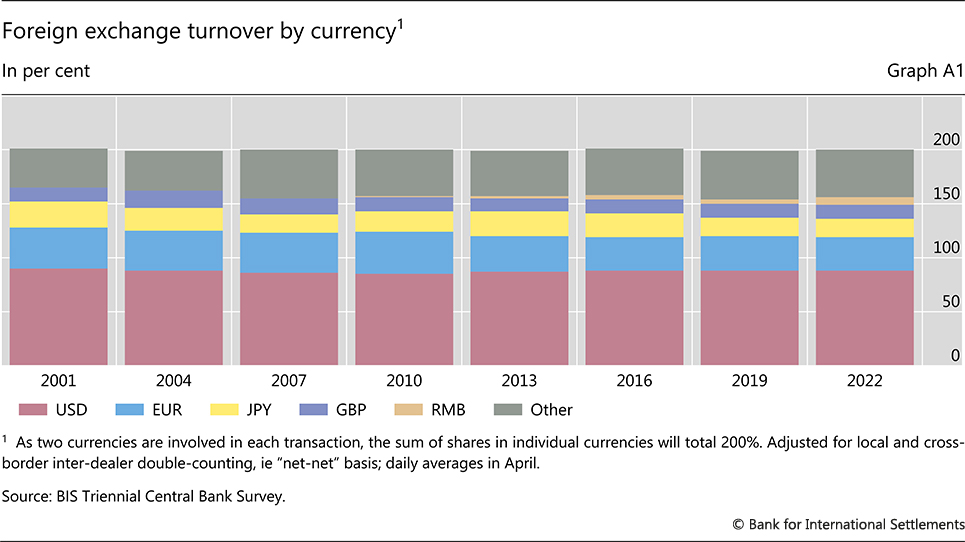 Foreign exchange turnover by currency1
In per cent Graph A1
200
150
100
50
0
2001 2004 2007 2010 2013 2016 2019 2022
USD EUR JPY GBP RMB Other
1 As two currencies are involved in each transaction, the sum of shares in individual currencies will total 200%. Adjusted for local and cross-
border inter-dealer double-counting, ie “net-net” basis; daily averages in April.
Source: BIS Triennial Central Bank Survey.
© Bank for International Settlements